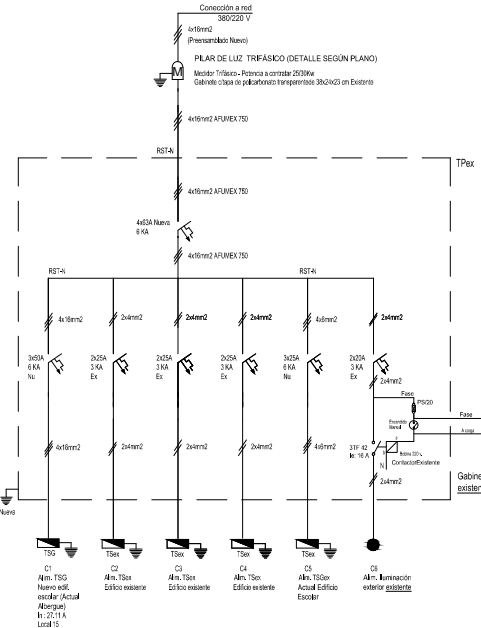 Conección a red
380/220 V
4x16mm2
(Preensamblado Nuevo)
PILAR DE LUZ TRIFÁSICO (DETALLE SEGÚN PLANO)
M
Medidor Trifásico - Potencia a contratar 25/30Kw
Gabinete c/tapa de policarbonato transparentede 38x24x23 cm Existente
4x16mm2 AFUMEX 750
RST-N
TPex
4x16mm2 AFUMEX 750
4x63A Nueva
6 KA
4x16mm2 AFUMEX 750
RST-N
RST-N
4x16mm2
2x4mm2
2x4mm2
2x4mm2
4x6mm2
2x4mm2
3x50A
6 KA
Nu
2x25A
3 KA
Ex
2x25A
3 KA
Ex
2x25A
3 KA
Ex
3x25A
6 KA
Nu
2x20A
3 KA
Ex
2x4mm2
Fase
PS/20
Fase
Encendido
Manual
A carga
4x16mm2
2x4mm2
2x4mm2
2x4mm2
4x6mm2
3TF 42
Ie: 16 A
Bobina 220 v.
N
Contactor Existente
2x4mm2
Gabine
existen
Nueva
TSG
TSex
TSex
TSex
TSex
C1
Alim. TSG
Nuevo edif.
escolar (Actual
Albergue)
In : 27.11 A
Local 15
C2
Alim. TSex
Edificio existente
C3
Alim. TSex
Edificio existente
C4
Alim. TSex
Edificio existente
C5
Alim. TSGex
Actual Edificio
Escolar
C6
Alim. Iluminación
exterior existente